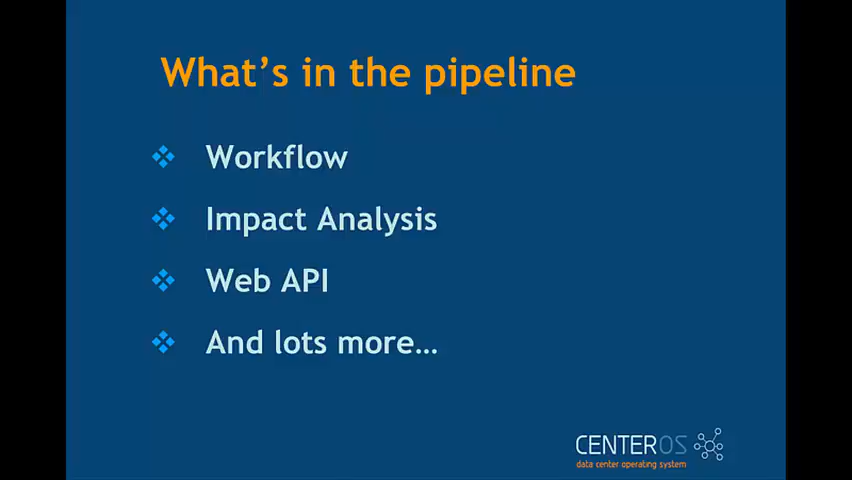 What's in the pipeline
Workflow
Impact Analysis
Web API
And lots more…
CENTEROS
data center operating system